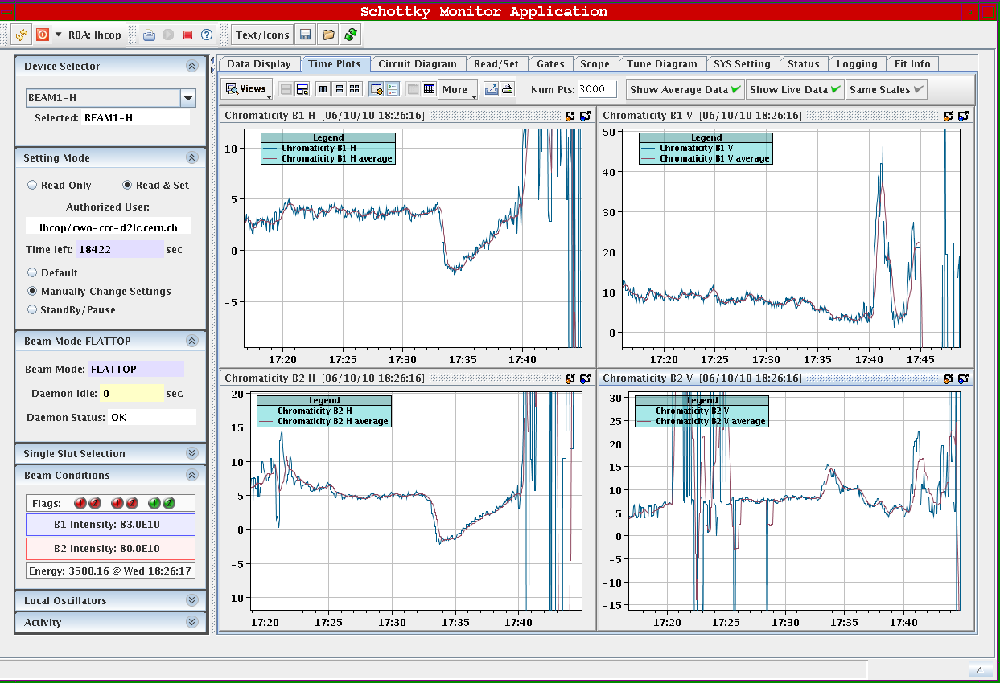 Schottky Monitor Application
RBA: lhcop
Text/Icons
Device Selector
BEAM1-H
Selected: BEAM1-H
Setting Mode
Read Only Read & Set
Authorized User:
lhcop/cwo-ccc-d2lc.cern.ch
Time left: 18422 sec
Default
Manually Change Settings
StandBy/Pause
Beam Mode FLATTOP
Beam Mode: FLATTOP
Daemon Idle: 0 sec.
Daemon Status: OK
Single Slot Selection
Beam Conditions
Flags: 1 2 1 2 1 2
B1 Intensity: 83.0E10
B2 Intensity: 80.0E10
Energy: 3500.16 @ Wed 18:26:17
Local Oscillators
Activity
Data Display Time Plots Circuit Diagram Read/Set Gates Scope Tune Diagram SYS Setting Status Logging Fit Info
Views More Num Pts: 3000 Show Average Data Show Live Data Same Scales
Chromaticity B1 H [06/10/10 18:26:16]
Legend
Chromaticity B1 H
Chromaticity B1 H average
10
5
0
-5
17:20 17:25 17:30 17:35 17:40
Chromaticity B1 V [06/10/10 18:26:16]
Legend
Chromaticity B1 V
Chromaticity B1 V average
50
40
30
20
10
0
17:20 17:25 17:30 17:35 17:40 17:45
Chromaticity B2 H [06/10/10 18:26:16]
Legend
Chromaticity B2 H
Chromaticity B2 H average
20
15
10
5
0
-5
-10
17:20 17:25 17:30 17:35 17:40
Chromaticity B2 V [06/10/10 18:26:16]
Legend
Chromaticity B2 V
Chromaticity B2 V average
30
25
20
15
10
5
0
-5
-10
-15
17:20 17:25 17:30 17:35 17:40